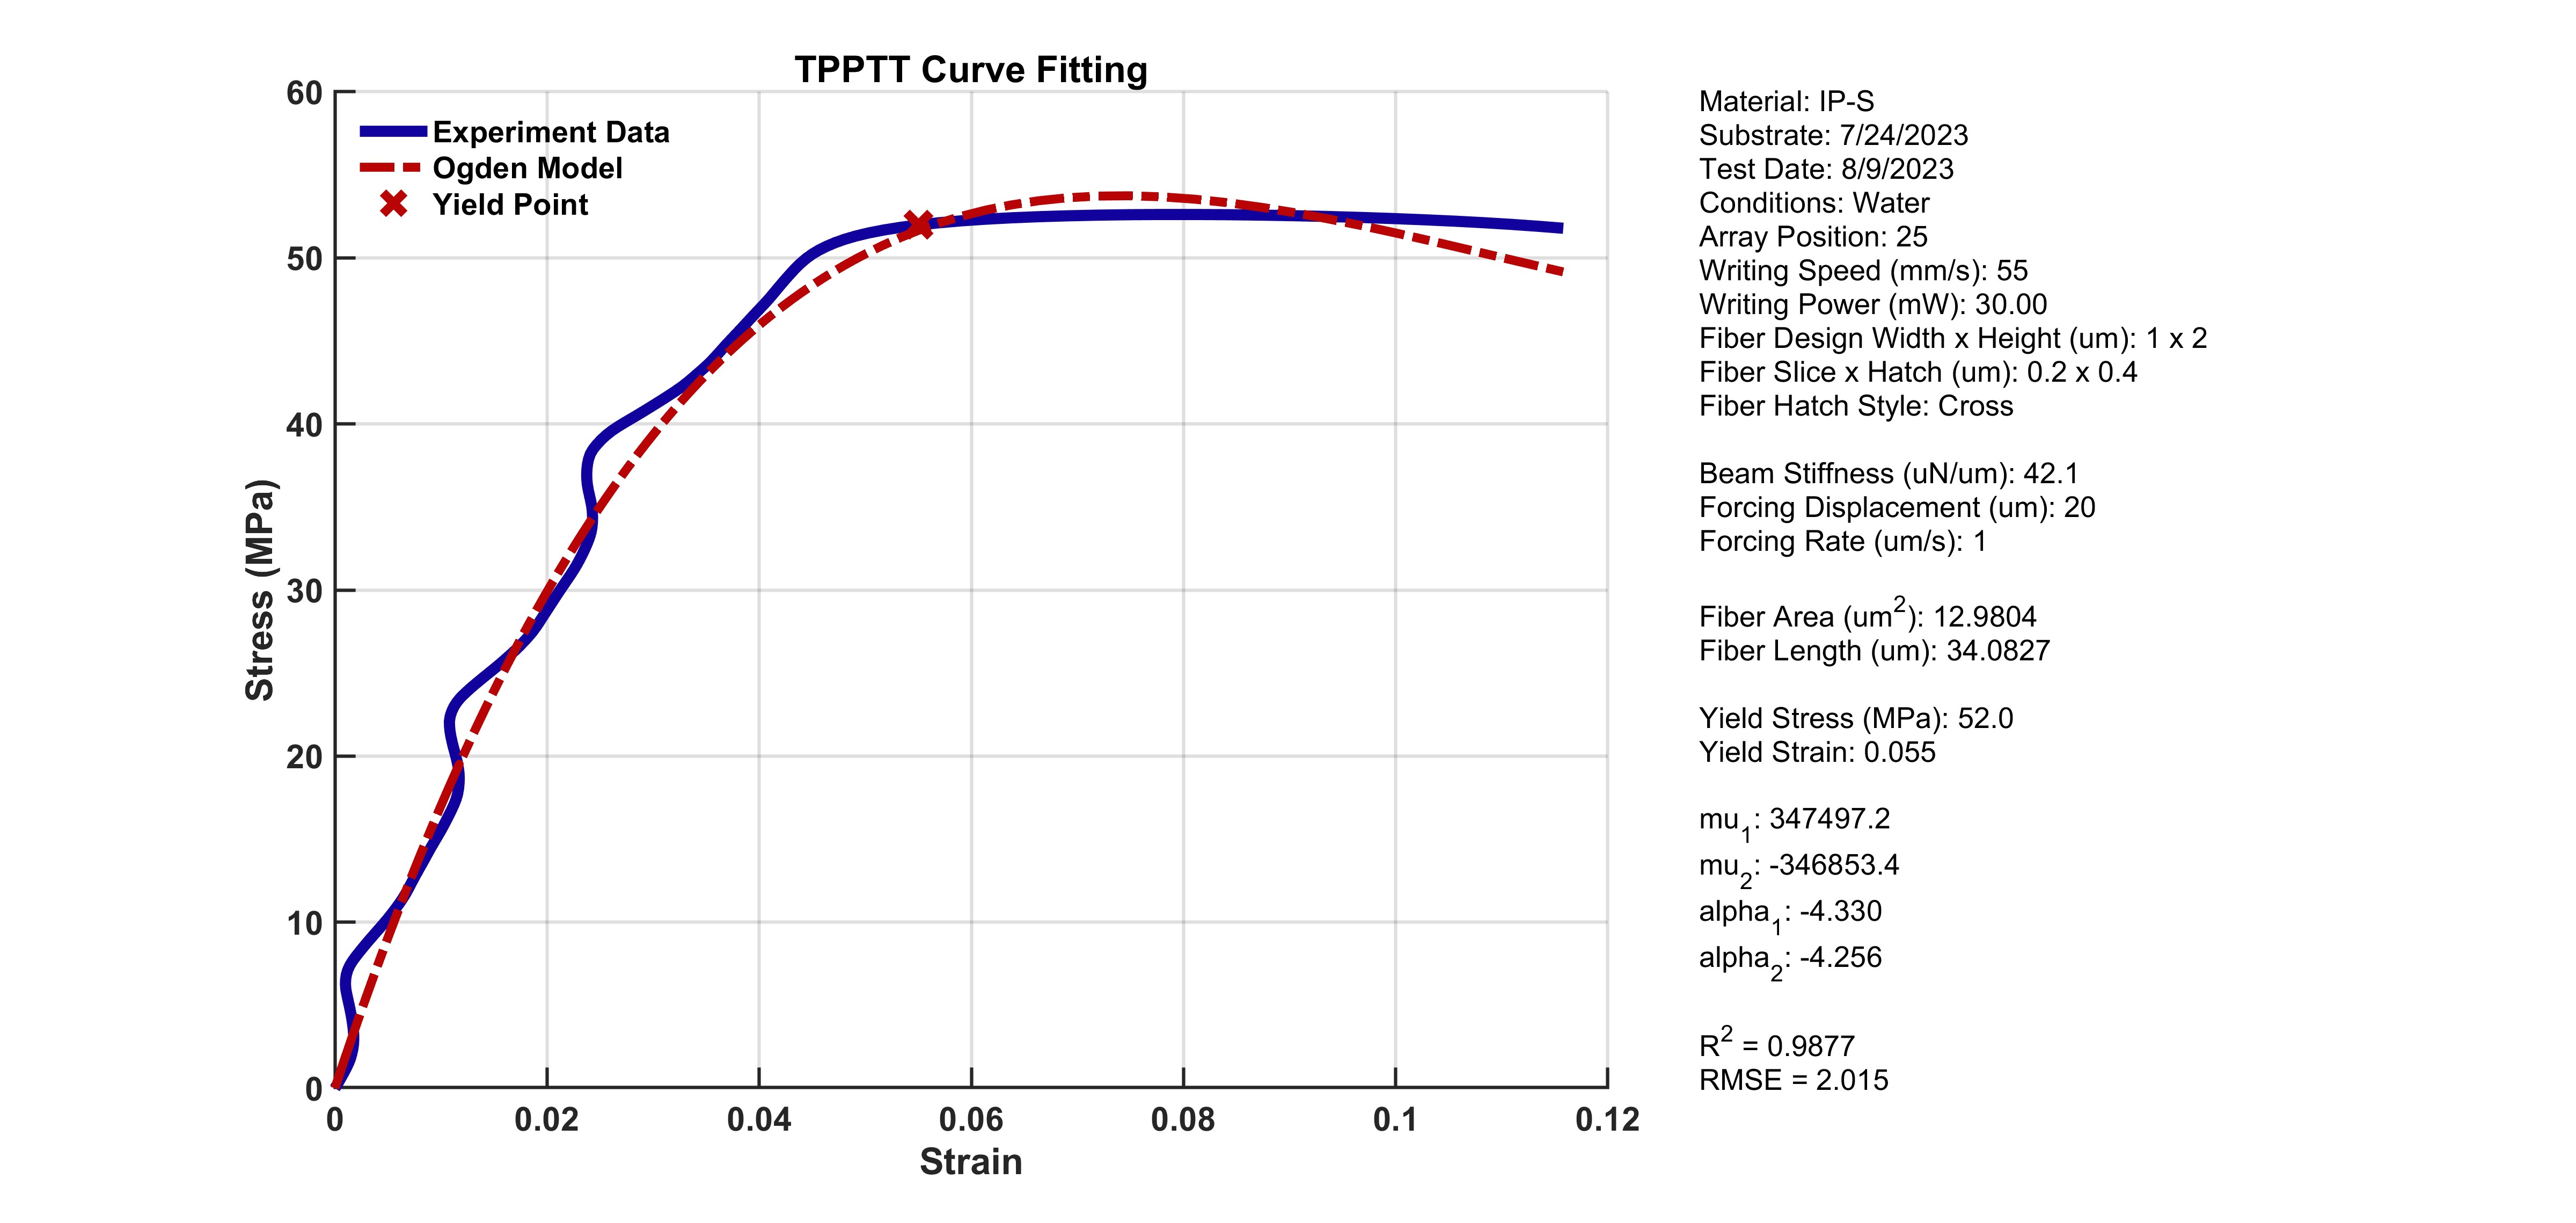 TPPTT Curve Fitting
60
50
40
30
20
10
0
Stress (MPa)
Experiment Data
Ogden Model
Yield Point
0 0.02 0.04 0.06 0.08 0.1 0.12
Strain
Material: IP-S
Substrate: 7/24/2023
Test Date: 8/9/2023
Conditions: Water
Array Position: 25
Writing Speed (mm/s): 55
Writing Power (mW): 30.00
Fiber Design Width x Height (um): 1 x 2
Fiber Slice x Hatch (um): 0.2 x 0.4
Fiber Hatch Style: Cross
Beam Stiffness (uN/um): 42.1
Forcing Displacement (um): 20
Forcing Rate (um/s): 1
Fiber Area (um²): 12.9804
Fiber Length (um): 34.0827
Yield Stress (MPa): 52.0
Yield Strain: 0.055
mu₁: 347497.2
mu₂: -346853.4
alpha₁: -4.330
alpha₂: -4.256
R² = 0.9877
RMSE = 2.015